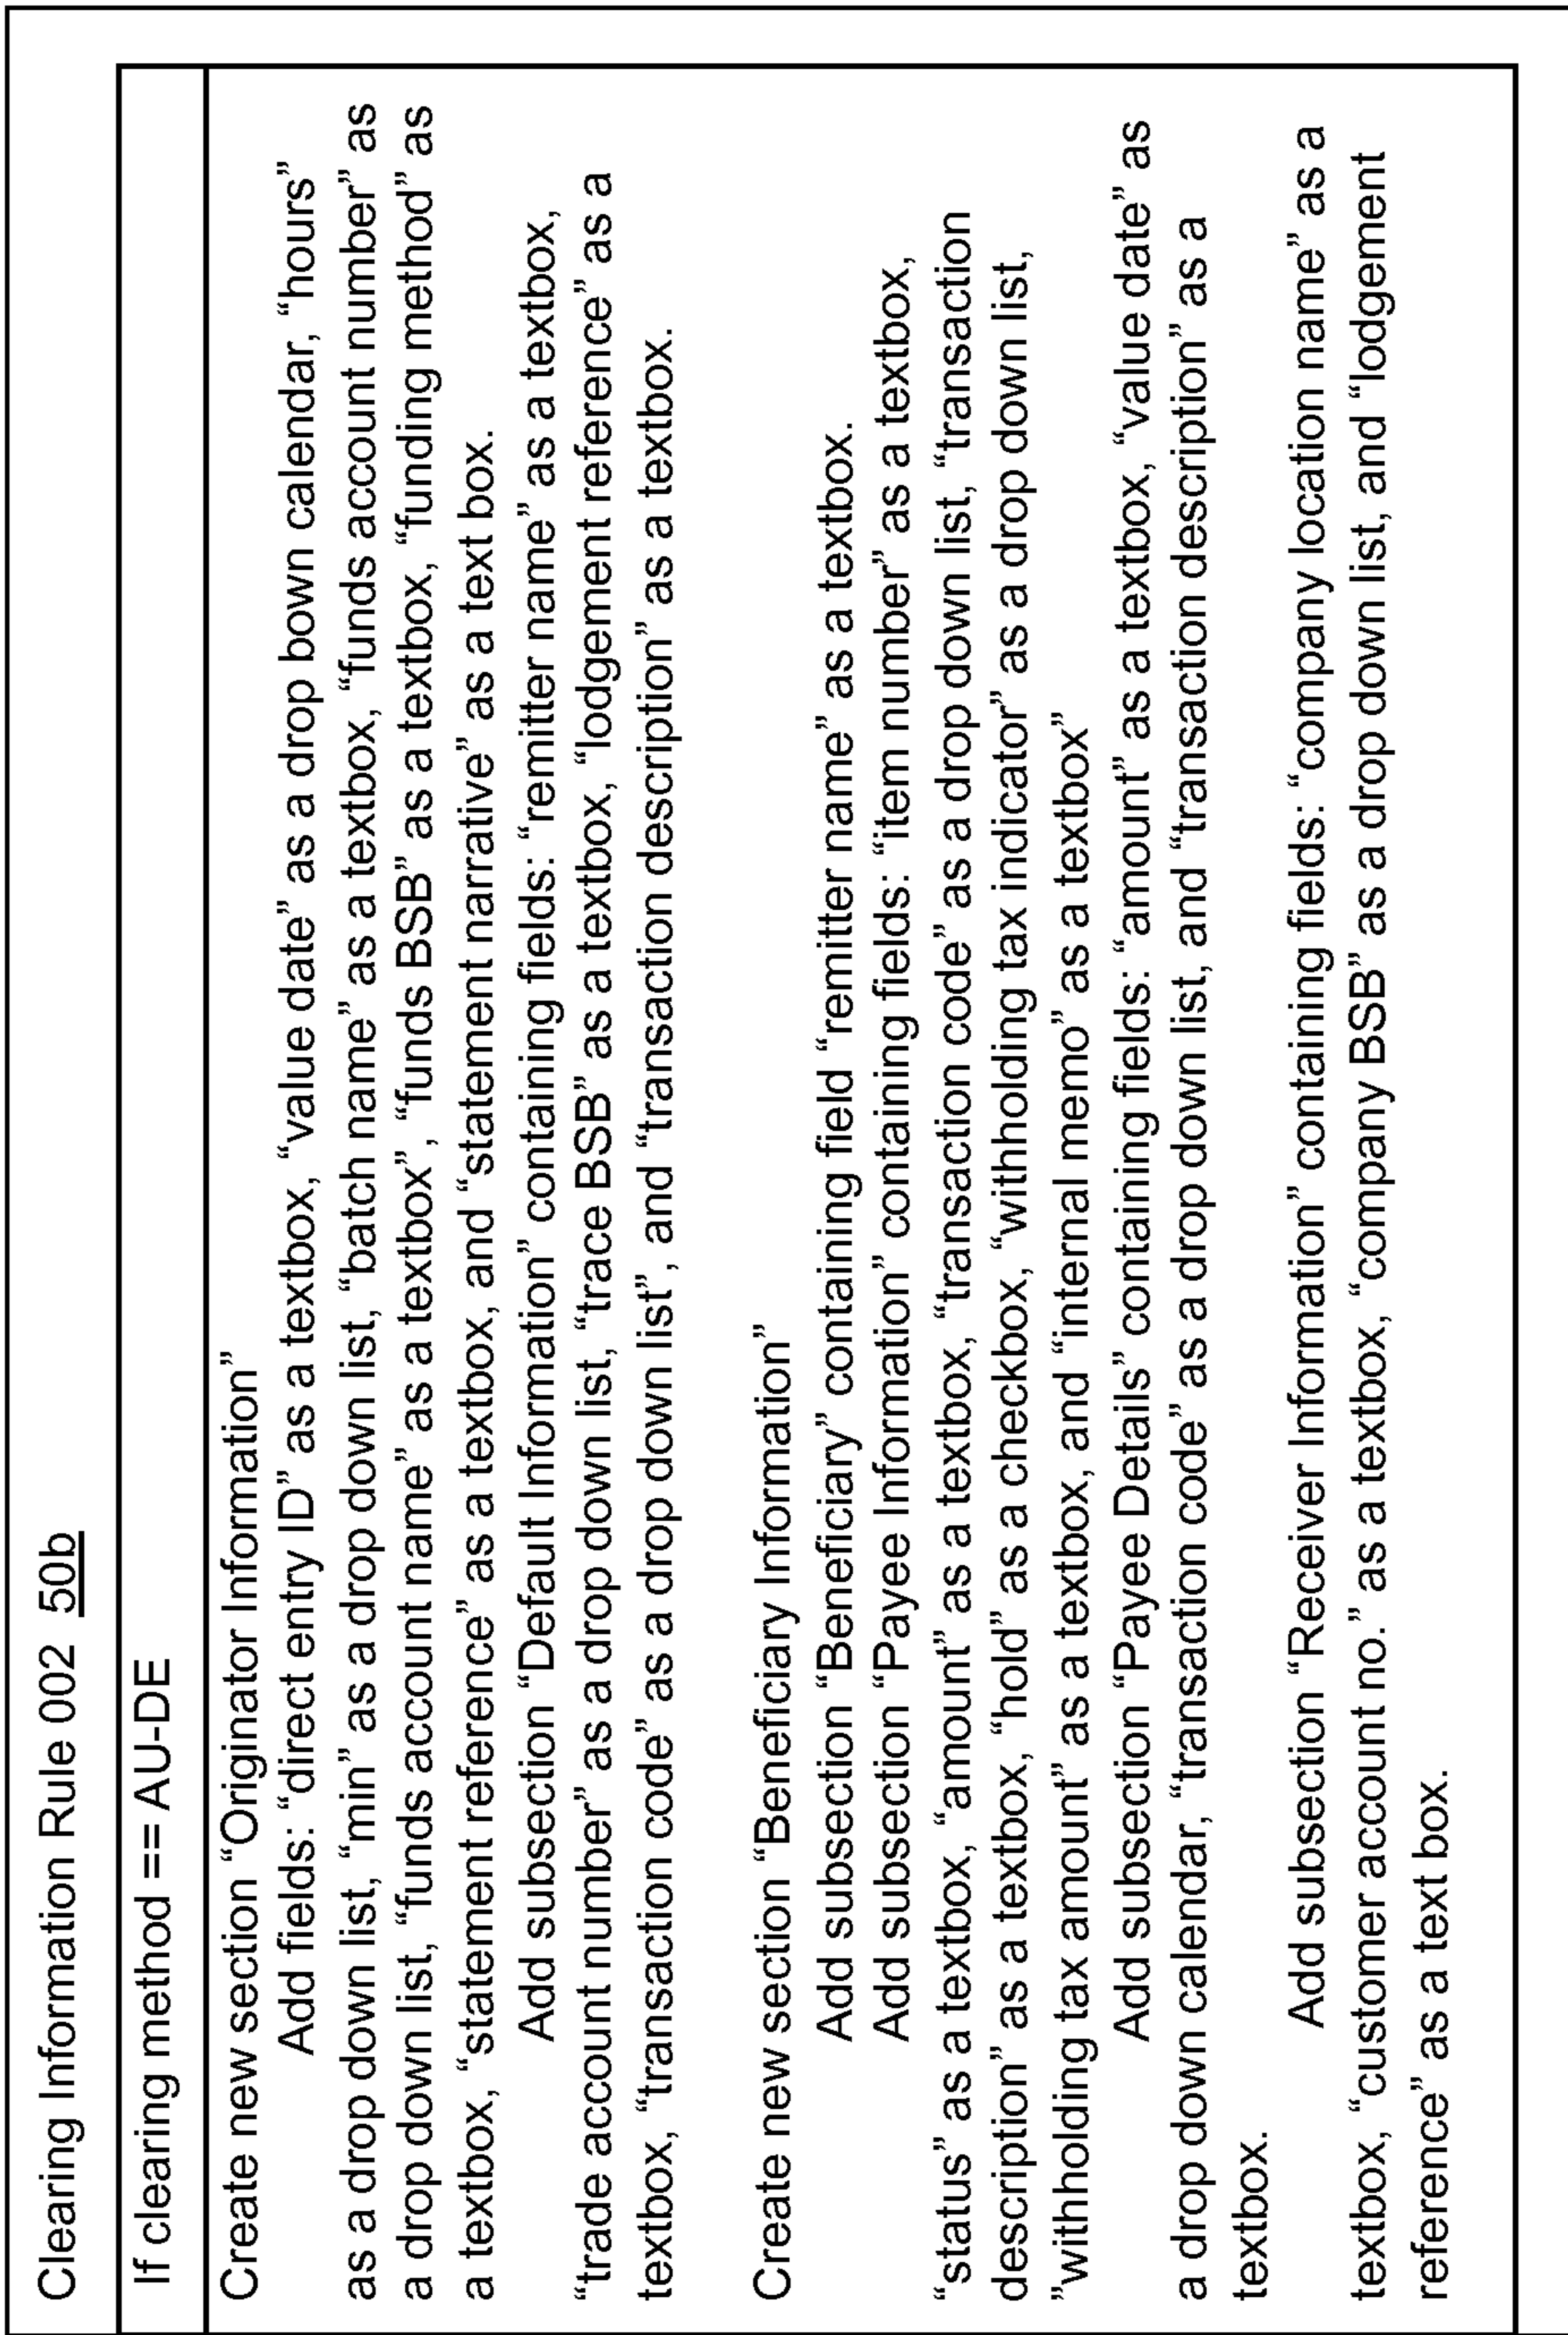 Clearing Information Rule 002 50b
If clearing method == AU-DE
Create new section “Originator Information”
Add fields: “direct entry ID” as a textbox, “value date” as a drop bown calendar, “hours”
as a drop down list, “min” as a drop down list, “batch name” as a textbox, “funds account number” as
a drop down list, “funds account name” as a textbox”, “funds BSB” as a textbox, “funding method” as
a textbox, “statement reference” as a textbox, and “statement narrative” as a text box.
Add subsection “Default Information” containing fields: “remitter name” as a textbox,
“trade account number” as a drop down list, “trace BSB” as a textbox, “lodgement reference” as a
textbox, “transaction code” as a drop down list”, and “transaction description” as a textbox.
Create new section “Beneficiary Information”
Add subsection “Beneficiary” containing field “remitter name” as a textbox.
Add subsection “Payee Information” containing fields: “item number” as a textbox,
“status” as a textbox, “amount” as a textbox, “transaction code” as a drop down list, “transaction
description” as a textbox, “hold” as a checkbox, “withholding tax indicator” as a drop down list,
”withholding tax amount” as a textbox, and “internal memo” as a textbox”
Add subsection “Payee Details” containing fields: “amount” as a textbox, “value date” as
a drop down calendar, “transaction code” as a drop down list, and “transaction description” as a
textbox.
Add subsection “Receiver Information” containing fields: “company location name” as a
textbox, “customer account no.” as a textbox, “company BSB” as a drop down list, and “lodgement
reference” as a text box.